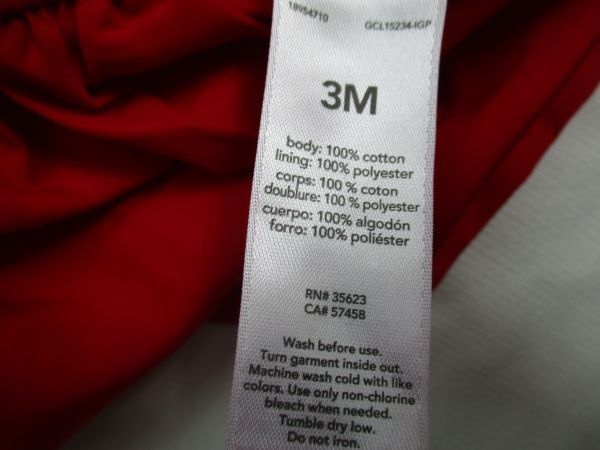 18954710
GCL15234-IGP
3M
body: 100% cotton
lining: 100% polyester
corps: 100 % coton
doublure: 100 % polyester
cuerpo: 100% algodón
forro: 100% poliéster
RN# 35623
CA# 57458
Wash before use.
Turn garment inside out.
Machine wash cold with like
colors. Use only non-chlorine
bleach when needed.
Tumble dry low.
Do not iron.